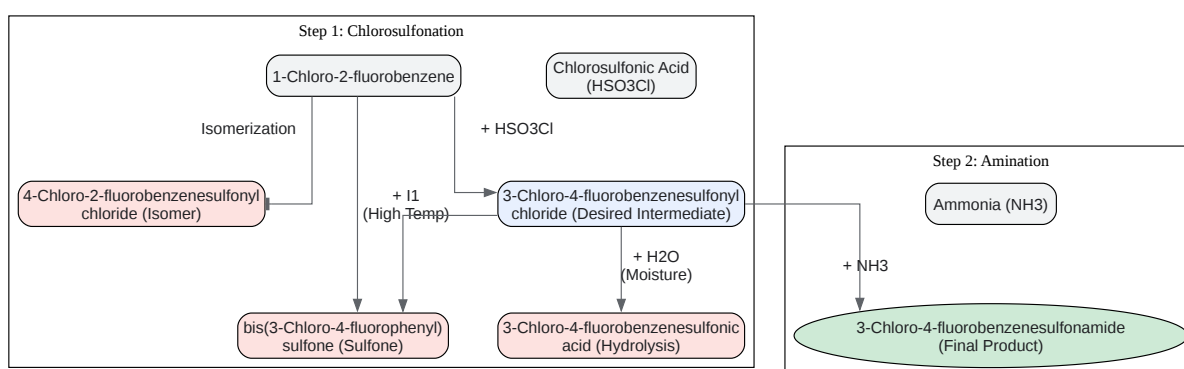 Step 1: Chlorosulfonation
1-Chloro-2-fluorobenzene
Chlorosulfonic Acid
(HSO3Cl)
Isomerization
+ HSO3Cl
Step 2: Amination
4-Chloro-2-fluorobenzenesulfonyl
chloride (Isomer)
+ I1
(High Temp)
3-Chloro-4-fluorobenzenesulfonyl
chloride (Desired Intermediate)
Ammonia (NH3)
+ H2O
(Moisture)
+ NH3
bis(3-Chloro-4-fluorophenyl)
sulfone (Sulfone)
3-Chloro-4-fluorobenzenesulfonic
acid (Hydrolysis)
3-Chloro-4-fluorobenzenesulfonamide
(Final Product)